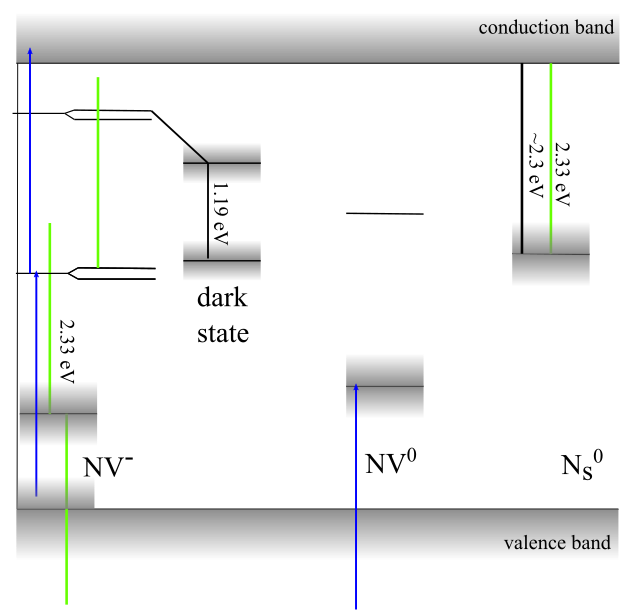 conduction band
~2.3 eV
2.33 eV
1.19 eV
dark
state
2.33 eV
NV⁻
NV⁰
Nₛ⁰
valence band